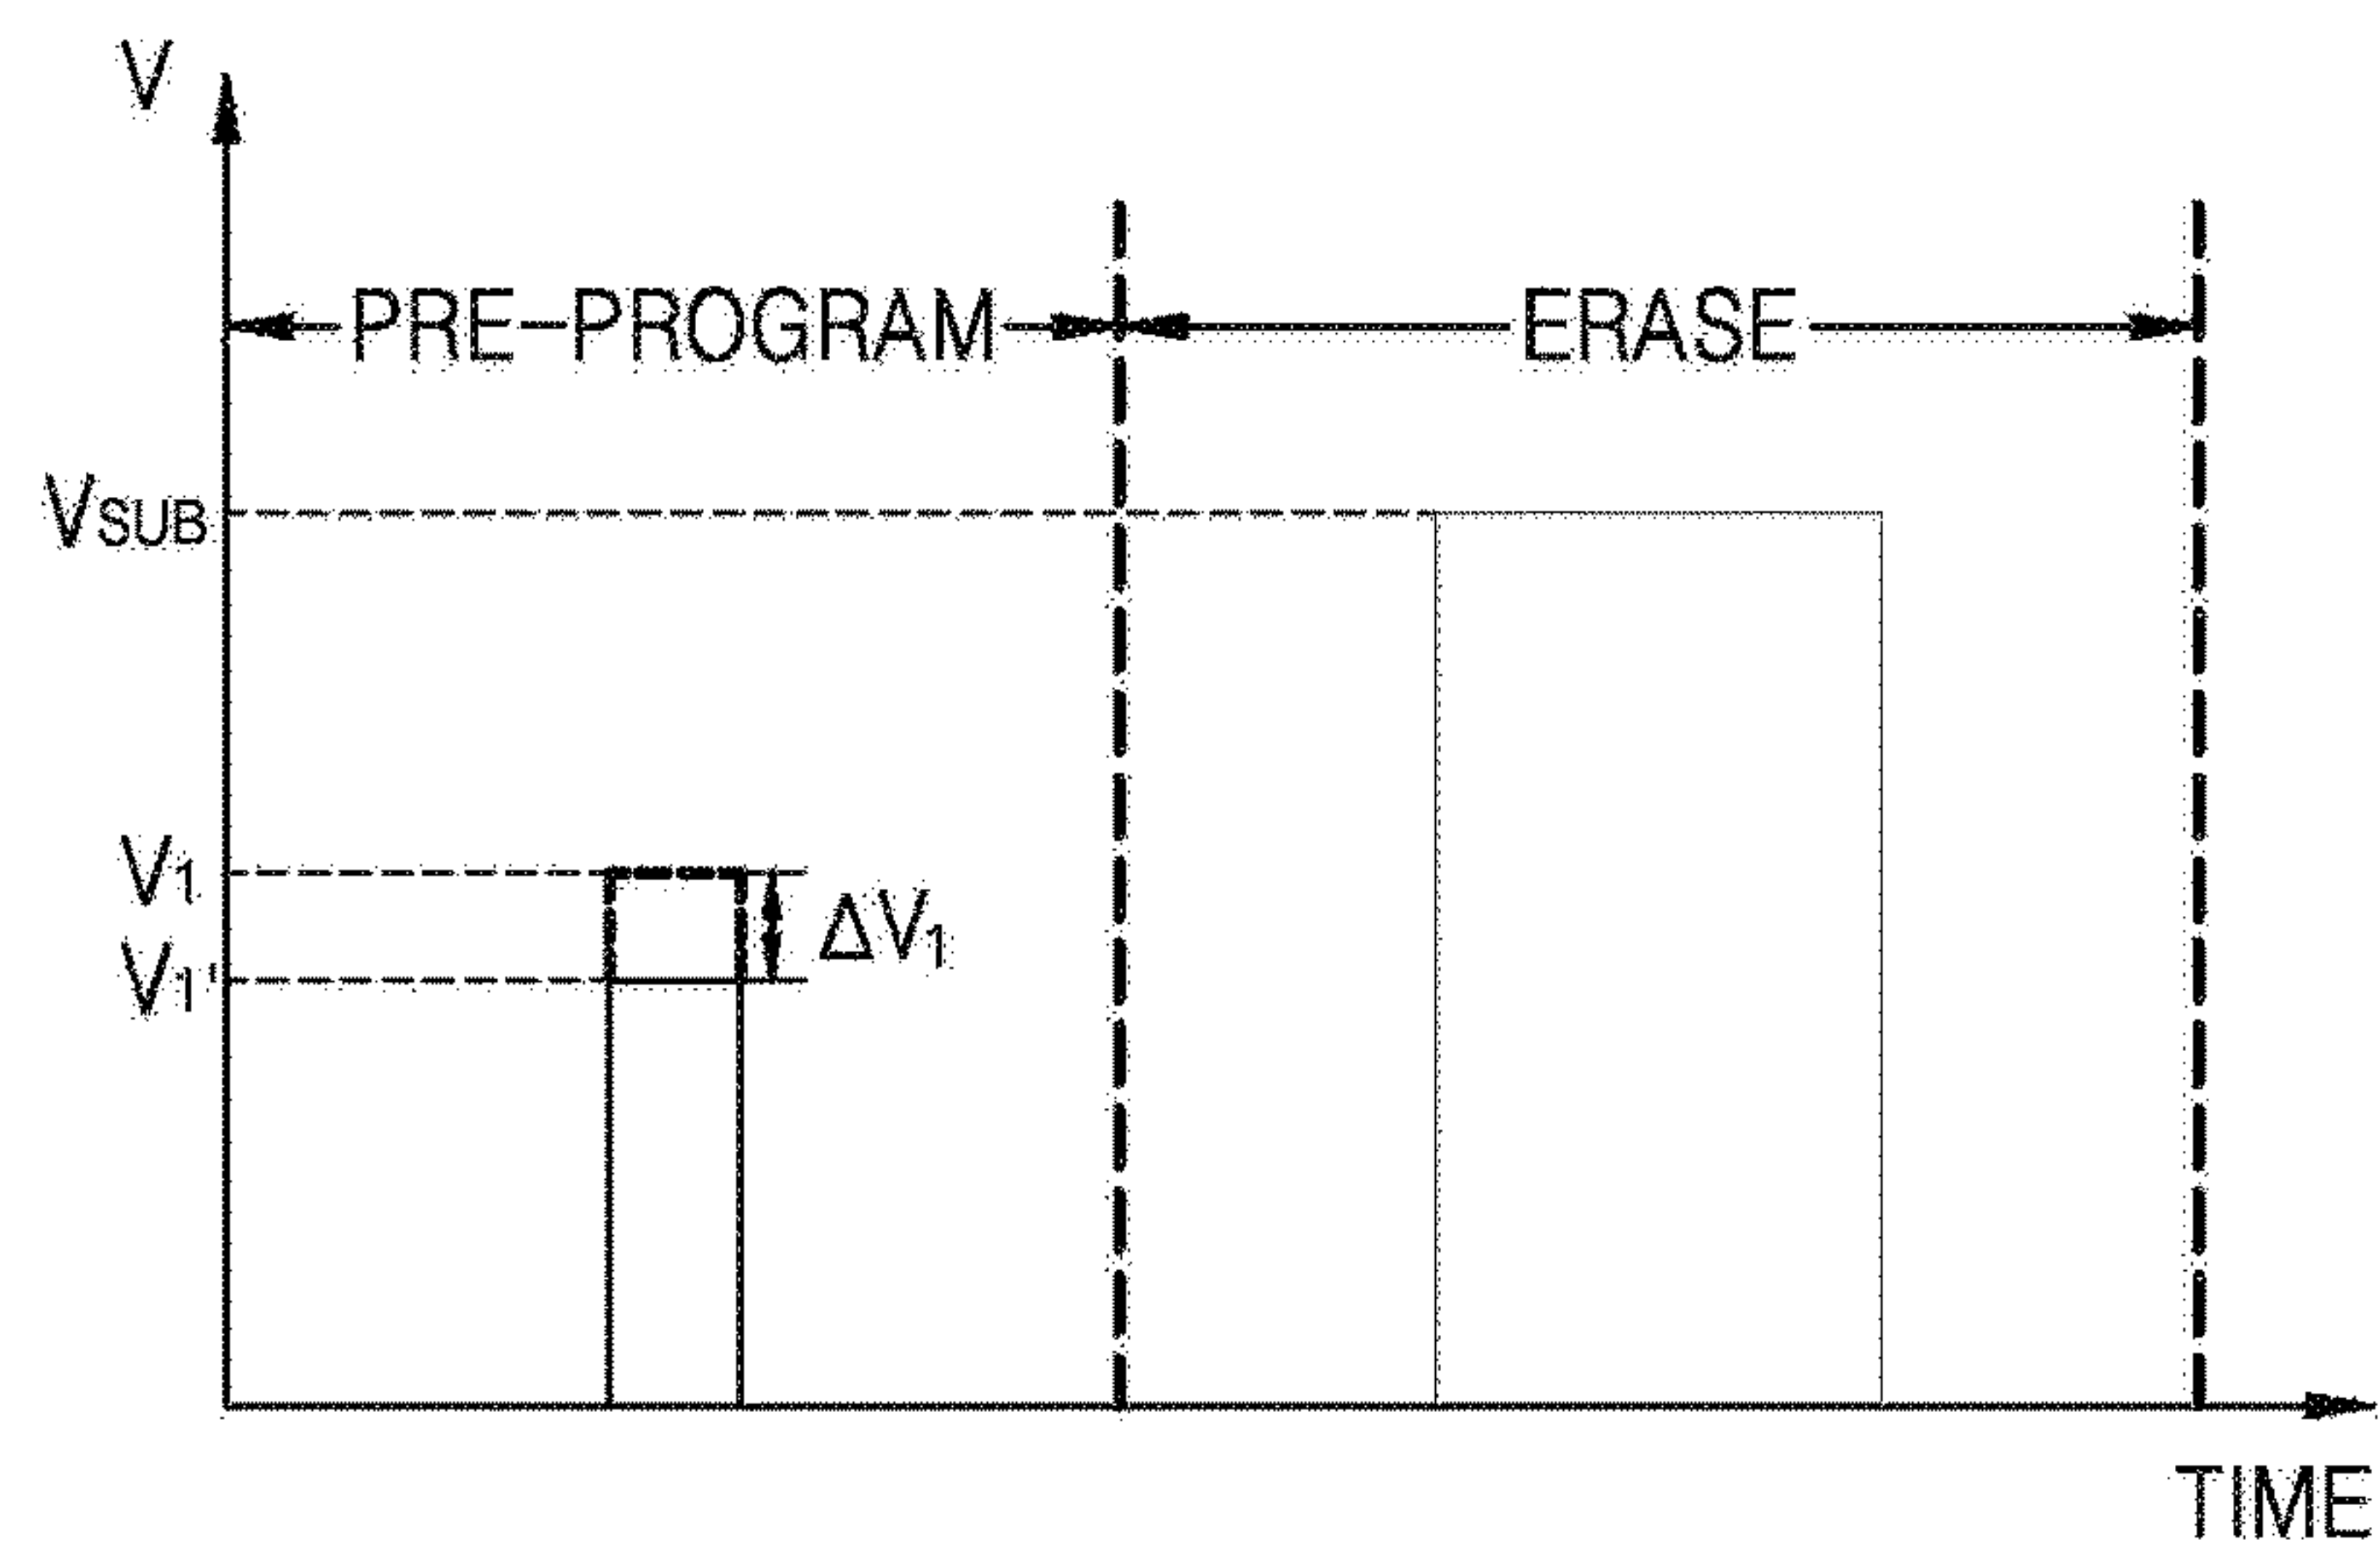 V
PRE-PROGRAM
ERASE
VSUB
V1
ΔV1
V1'
TIME